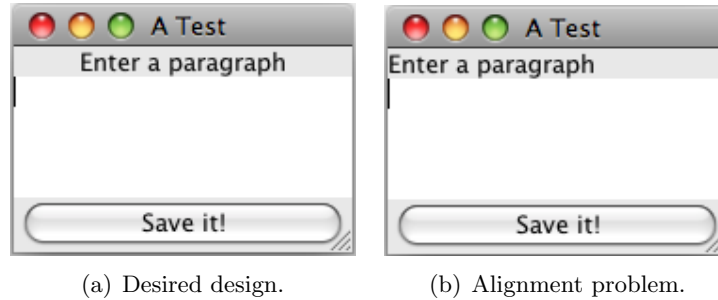 A Test
Enter a paragraph
Save it!
(a) Desired design.
A Test
Enter a paragraph
Save it!
(b) Alignment problem.